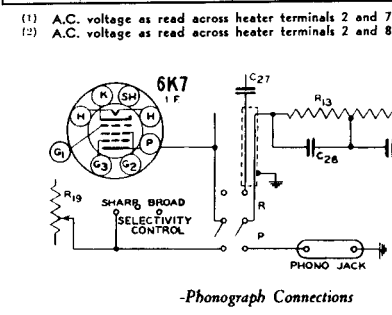 (1) A.C. voltage as read across heater terminals 2 and 7
(2) A.C. voltage as read across heater terminals 2 and 8
6K7
1 F.
C27
K
SH
H
H
R13
G1
P
C28
G3
G2
R19
SHARP BROAD
SELECTIVITY
CONTROL
R
P
PHONO JACK
-Phonograph Connections